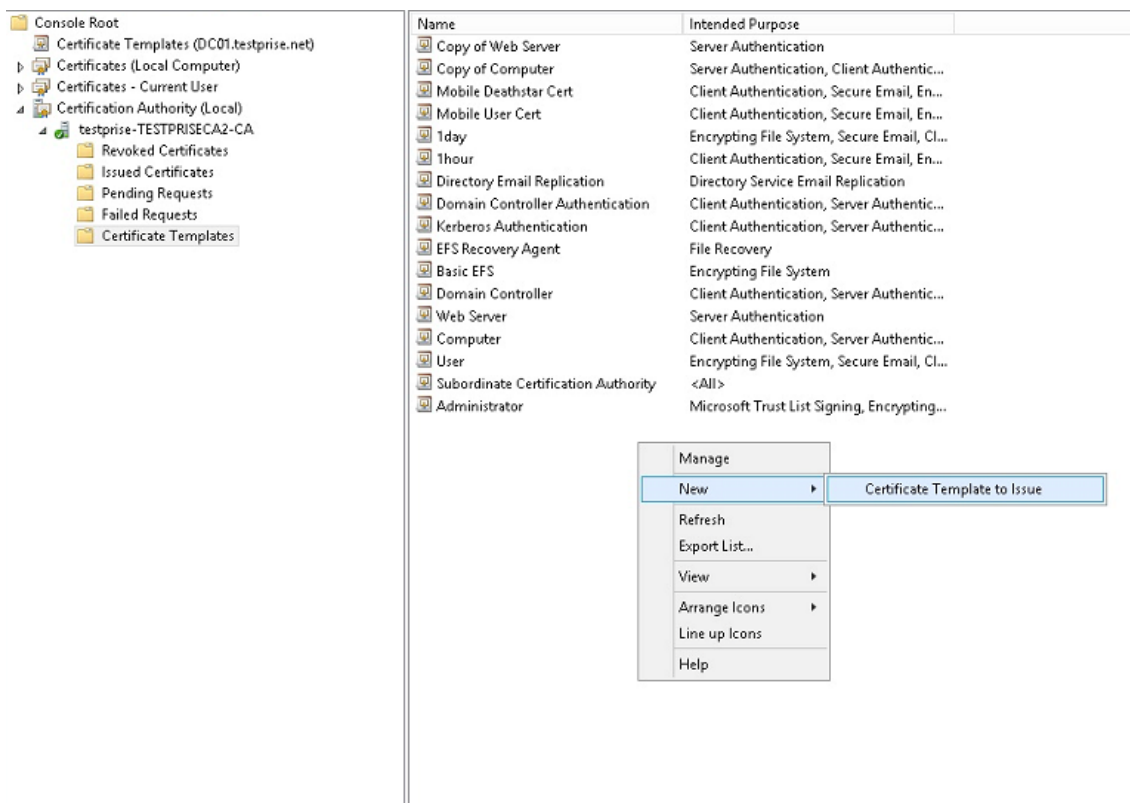 Console Root
Certificate Templates (DC01.testprise.net)
Certificates (Local Computer)
Certificates - Current User
Certification Authority (Local)
testprise-TESTPRISECA2-CA
Revoked Certificates
Issued Certificates
Pending Requests
Failed Requests
Certificate Templates
Name Intended Purpose
Copy of Web Server Server Authentication
Copy of Computer Server Authentication, Client Authentic...
Mobile Deathstar Cert Client Authentication, Secure Email, En...
Mobile User Cert Client Authentication, Secure Email, En...
1day Encrypting File System, Secure Email, Cl...
1hour Client Authentication, Secure Email, En...
Directory Email Replication Directory Service Email Replication
Domain Controller Authentication Client Authentication, Server Authentic...
Kerberos Authentication Client Authentication, Server Authentic...
EFS Recovery Agent File Recovery
Basic EFS Encrypting File System
Domain Controller Client Authentication, Server Authentic...
Web Server Server Authentication
Computer Client Authentication, Server Authentic...
User Encrypting File System, Secure Email, Cl...
Subordinate Certification Authority <All>
Administrator Microsoft Trust List Signing, Encrypting...
Manage
New Certificate Template to Issue
Refresh
Export List...
View
Arrange Icons
Line up Icons
Help